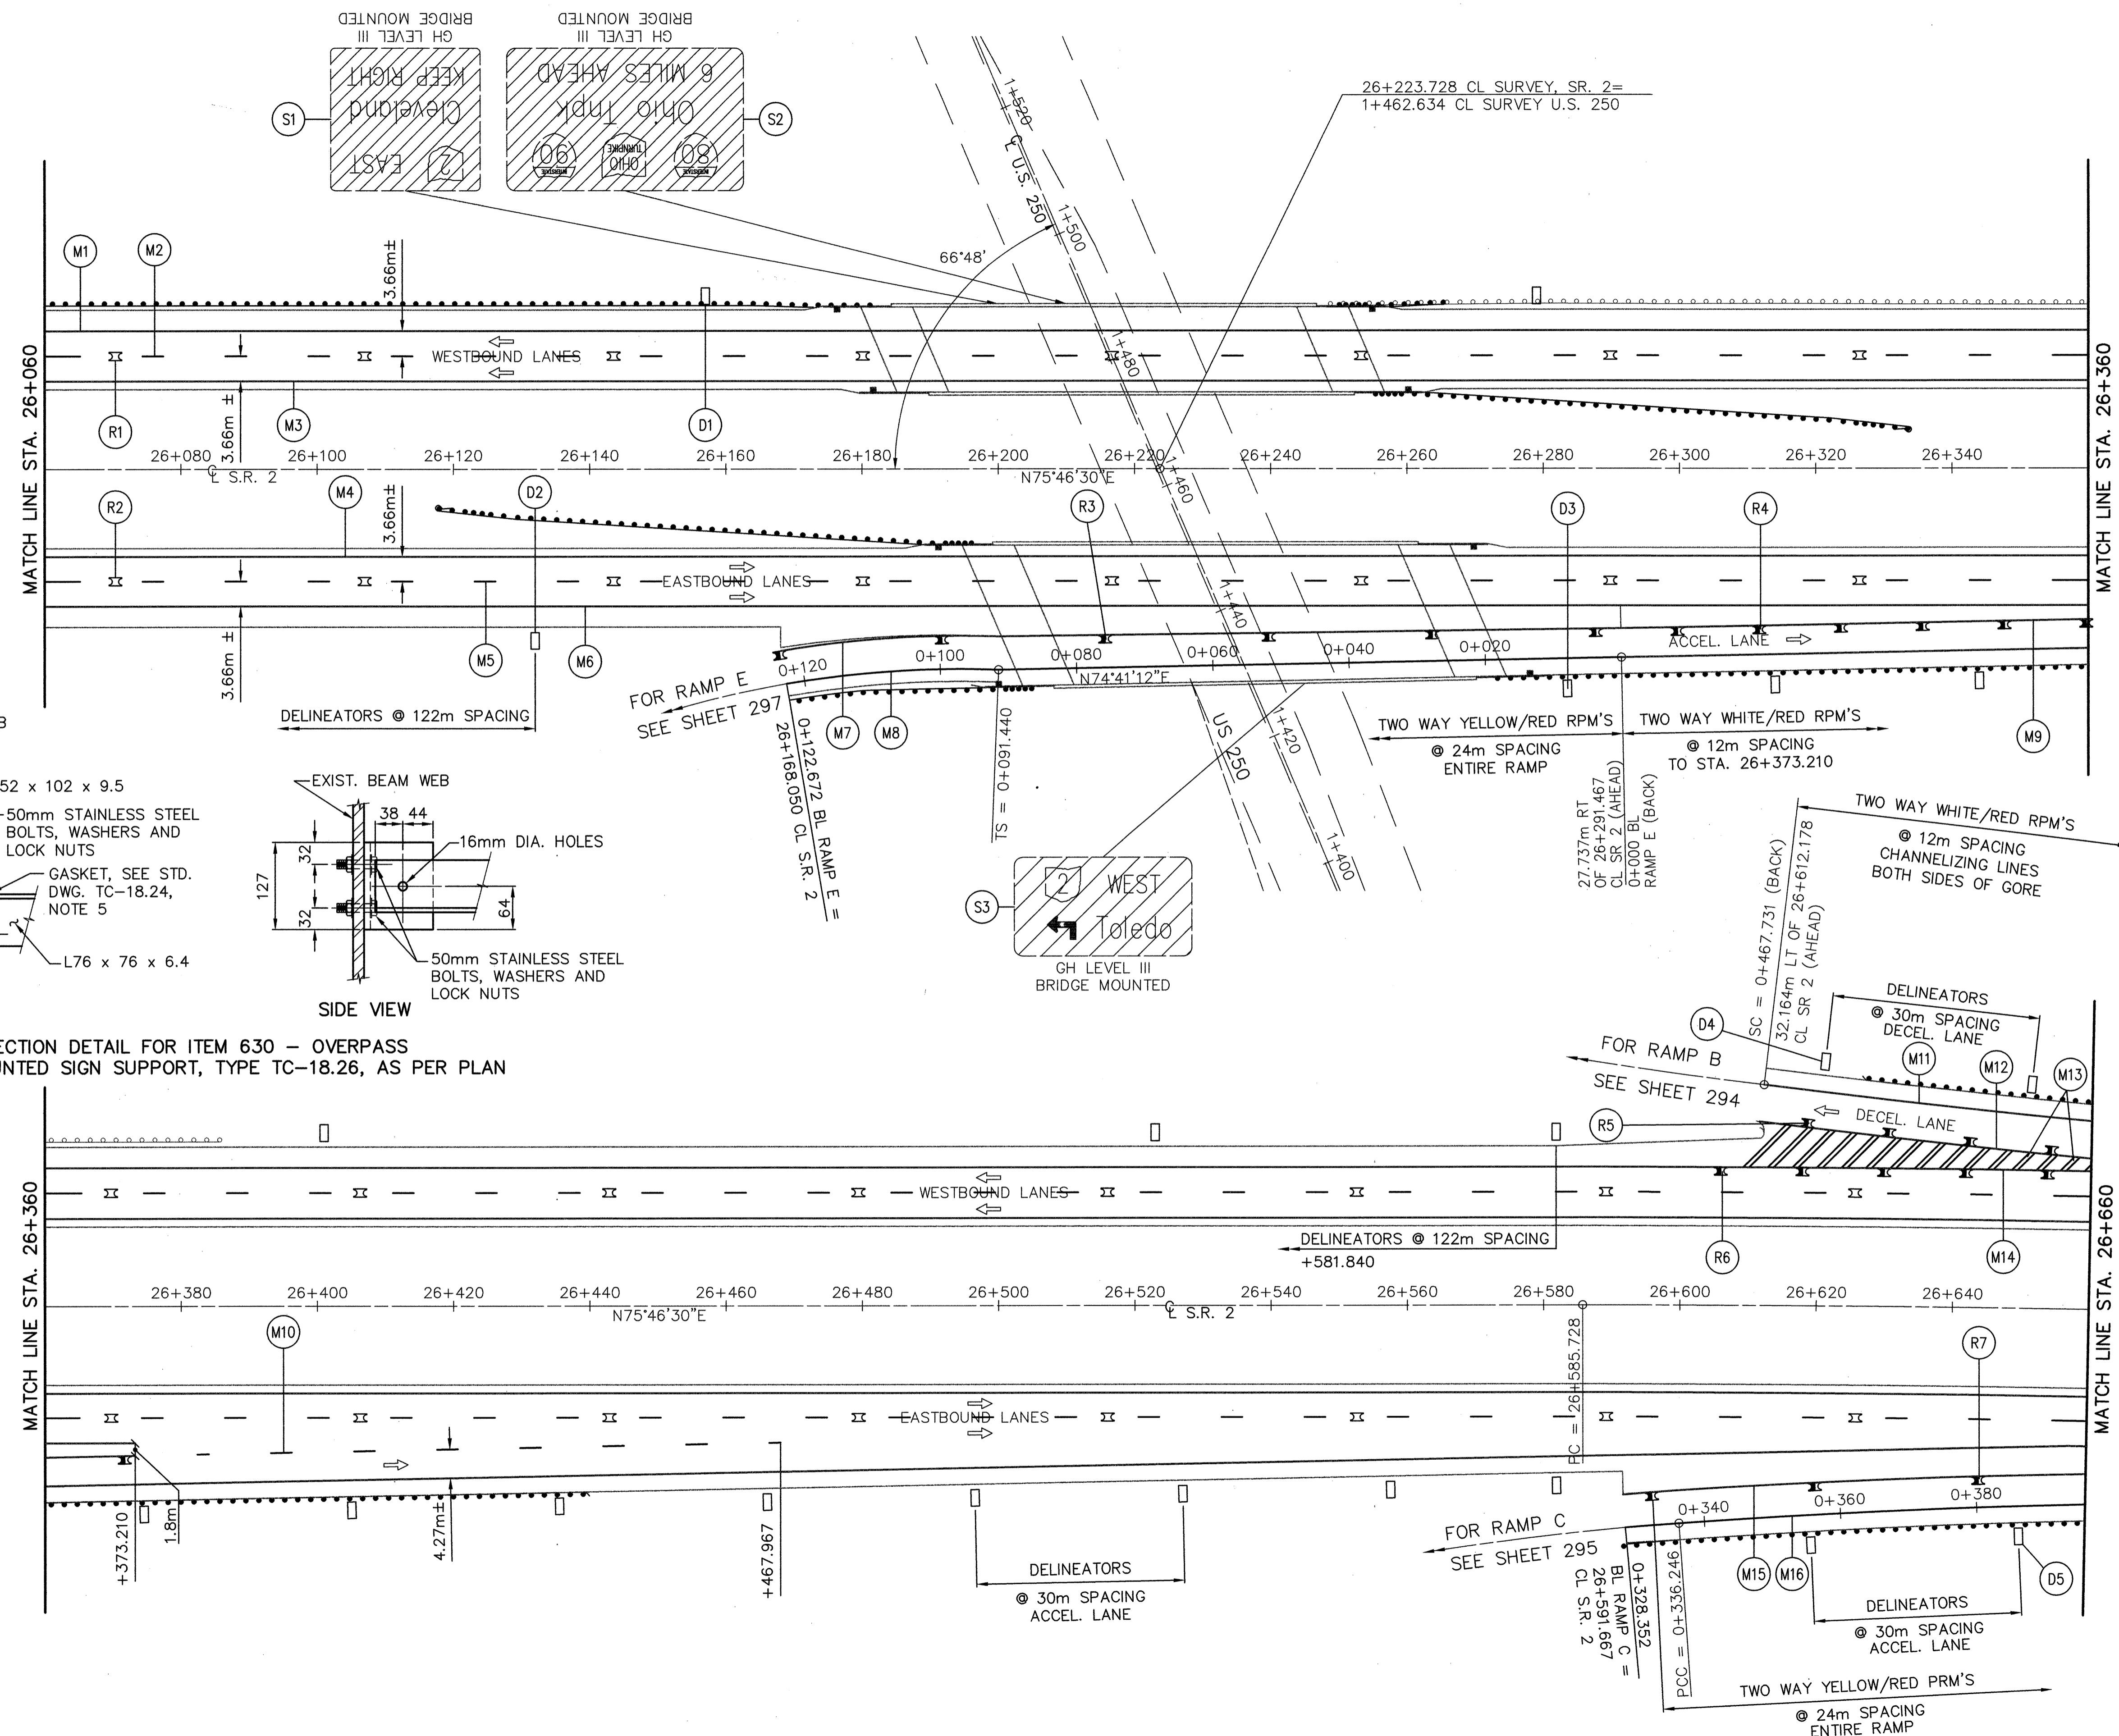 GH LEVEL III
BRIDGE MOUNTED
2 EAST
Cleveland
KEEP RIGHT
S1
GH LEVEL III
BRIDGE MOUNTED
INTERSTATE 80
OHIO TURNPIKE
INTERSTATE 90
Ohio Tnpk
6 MILES AHEAD
S2
26+223.728 CL SURVEY, SR. 2=
1+462.634 CL SURVEY U.S. 250
1+520
℄ U.S. 250
1+500
66°48'
1+480
1+460
1+440
1+420
1+400
US 250
MATCH LINE STA. 26+060
MATCH LINE STA. 26+360
M1
M2
3.66m±
WESTBOUND LANES
R1
3.66m ±
M3
D1
26+080
26+100
26+120
26+140
26+160
26+180
26+200
26+220
26+240
26+260
26+280
26+300
26+320
26+340
℄ S.R. 2
N75°46'30"E
R2
M4
3.66m±
D2
R3
D3
R4
EASTBOUND LANES
3.66m ±
M5
M6
0+120
0+100
0+080
0+060
0+040
0+020
ACCEL. LANE
N74°41'12"E
FOR RAMP E
SEE SHEET 297
DELINEATORS @ 122m SPACING
M7
M8
0+122.672 BL RAMP E =
26+168.050 CL S.R. 2
TS = 0+091.440
TWO WAY YELLOW/RED RPM'S
@ 24m SPACING
ENTIRE RAMP
TWO WAY WHITE/RED RPM'S
@ 12m SPACING
TO STA. 26+373.210
M9
27.737m RT
OF 26+291.467
CL SR 2 (AHEAD)
0+000 BL
RAMP E (BACK)
S3
2 WEST
Toledo
GH LEVEL III
BRIDGE MOUNTED
B
52 x 102 x 9.5
50mm STAINLESS STEEL
BOLTS, WASHERS AND
LOCK NUTS
GASKET, SEE STD.
DWG. TC-18.24,
NOTE 5
L76 x 76 x 6.4
EXIST. BEAM WEB
38 44
16mm DIA. HOLES
32
127
32
64
50mm STAINLESS STEEL
BOLTS, WASHERS AND
LOCK NUTS
SIDE VIEW
ECTION DETAIL FOR ITEM 630 – OVERPASS
UNTED SIGN SUPPORT, TYPE TC-18.26, AS PER PLAN
TWO WAY WHITE/RED RPM'S
@ 12m SPACING
CHANNELIZING LINES
BOTH SIDES OF GORE
SC = 0+467.731 (BACK)
32.164m LT OF 26+612.178
CL SR 2 (AHEAD)
DELINEATORS
@ 30m SPACING
DECEL. LANE
D4
M11
M12
M13
FOR RAMP B
SEE SHEET 294
DECEL. LANE
R5
MATCH LINE STA. 26+360
MATCH LINE STA. 26+660
WESTBOUND LANES
DELINEATORS @ 122m SPACING
+581.840
R6
M14
26+380
26+400
26+420
26+440
26+460
26+480
26+500
26+520
26+540
26+560
26+580
26+600
26+620
26+640
N75°46'30"E
℄ S.R. 2
M10
PC = 26+585.728
R7
EASTBOUND LANES
+373.210
1.8m
4.27m±
+467.967
DELINEATORS
@ 30m SPACING
ACCEL. LANE
FOR RAMP C
SEE SHEET 295
0+340
0+360
0+380
0+328.352
BL RAMP C =
26+591.667
CL S.R. 2
PCC = 0+336.246
M15
M16
D5
DELINEATORS
@ 30m SPACING
ACCEL. LANE
TWO WAY YELLOW/RED PRM'S
@ 24m SPACING
ENTIRE RAMP